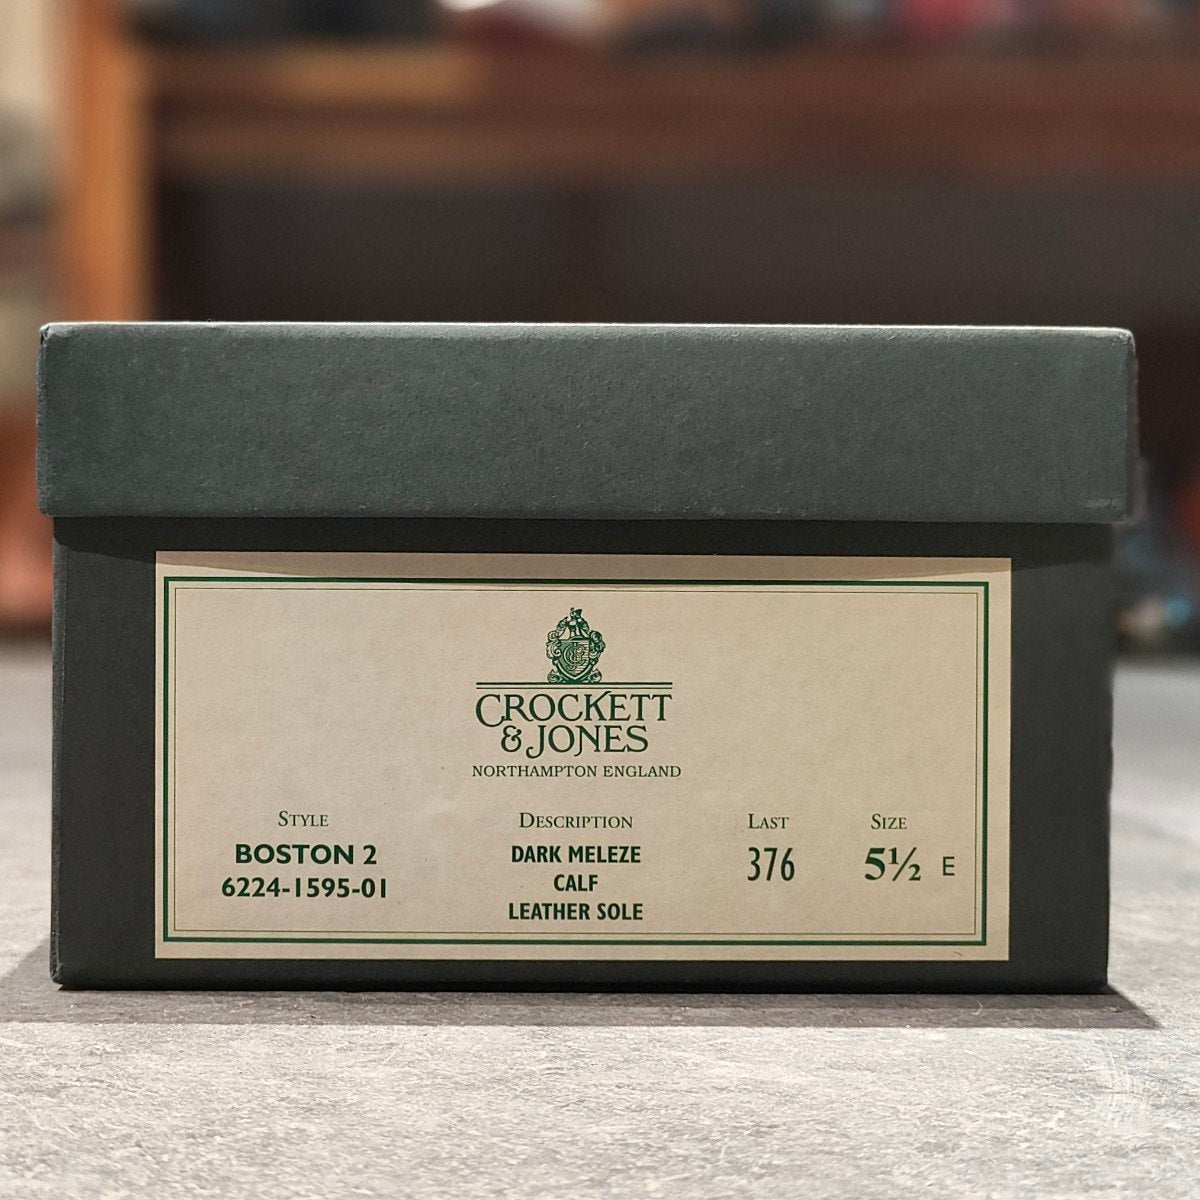 CROCKETT
& JONES
NORTHAMPTON ENGLAND
STYLE
BOSTON 2
6224-1595-01
DESCRIPTION
DARK MELEZE
CALF
LEATHER SOLE
LAST
376
SIZE
5½ E